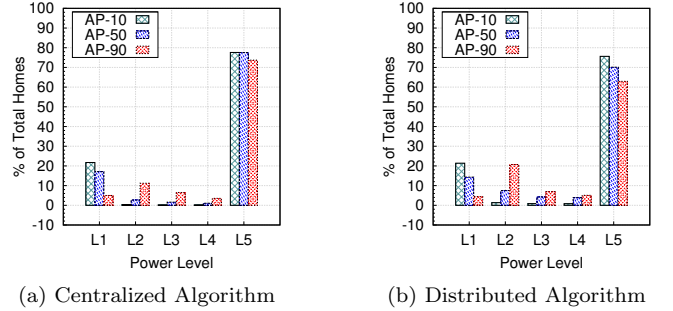 100
90
80
70
60
50
40
30
20
10
0
-10
% of Total Homes
AP-10
AP-50
AP-90
L1 L2 L3 L4 L5
Power Level
(a) Centralized Algorithm
100
90
80
70
60
50
40
30
20
10
0
-10
% of Total Homes
AP-10
AP-50
AP-90
L1 L2 L3 L4 L5
Power Level
(b) Distributed Algorithm